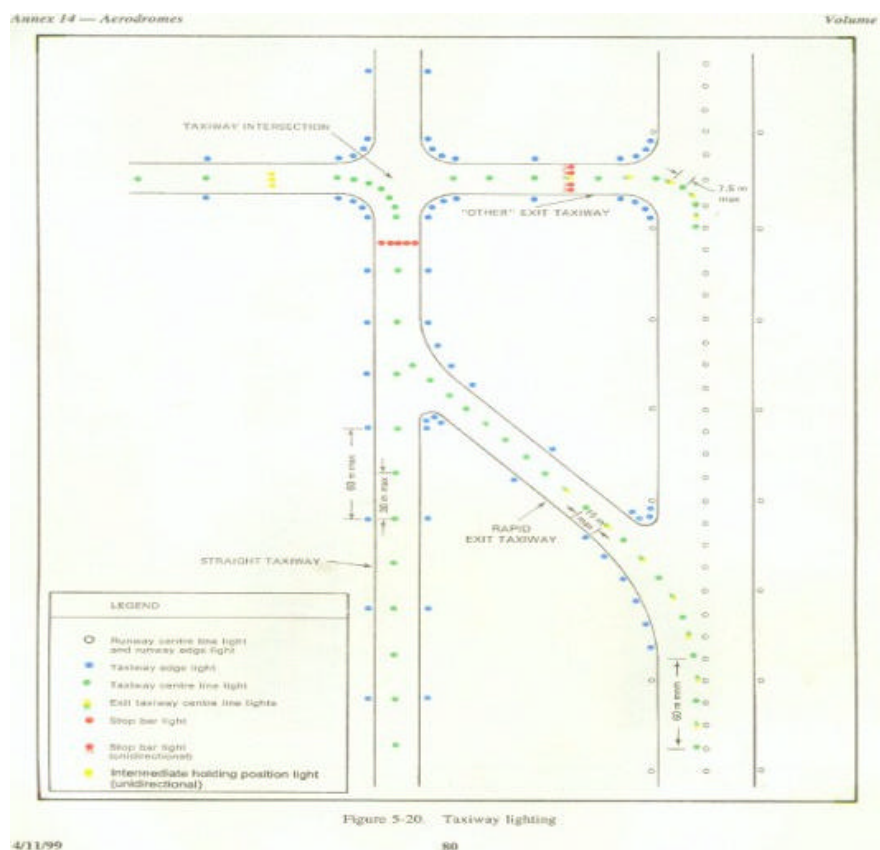 Annex 14 — Aerodromes
Volume
TAXIWAY INTERSECTION
7.5 m
max
"OTHER" EXIT TAXIWAY
60 m max
30 m max
15 m
max
RAPID
EXIT TAXIWAY
STRAIGHT TAXIWAY
60 m min
LEGEND
Runway centre line light
and runway edge light
Taxiway edge light
Taxiway centre line light
Exit taxiway centre line lights
Stop bar light
Stop bar light
(unidirectional)
Intermediate holding position light
(unidirectional)
Figure 5-20. Taxiway lighting
4/11/99
80